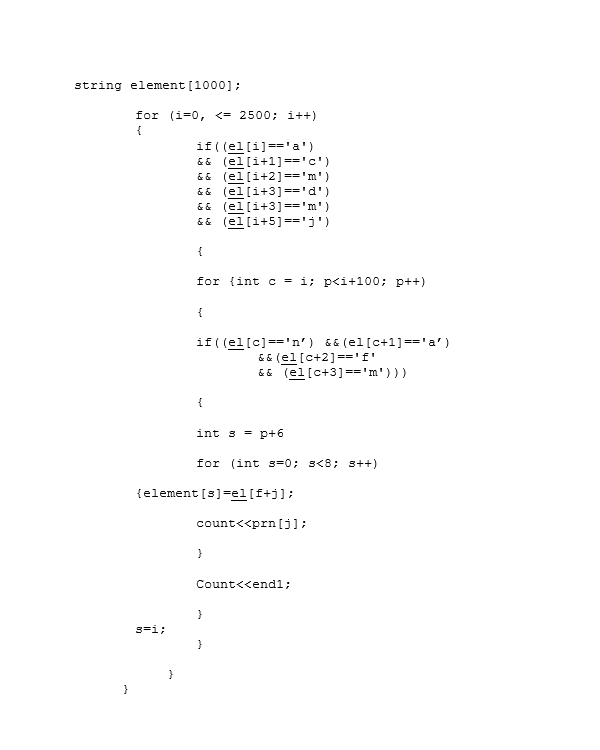 string element[1000];
for (i=0, <= 2500; i++)
{
if((el[i]=='a')
&& (el[i+1]=='c')
&& (el[i+2]=='m')
&& (el[i+3]=='d')
&& (el[i+3]=='m')
&& (el[i+5]=='j')
{
for {int c = i; p<i+100; p++)
{
if((el[c]=='n’) &&(el[c+1]=='a’)
&&(el[c+2]=='f'
&& (el[c+3]=='m')))
{
int s = p+6
for (int s=0; s<8; s++)
{element[s]=el[f+j];
count<<prn[j];
}
Count<<end1;
}
s=i;
}
}
}